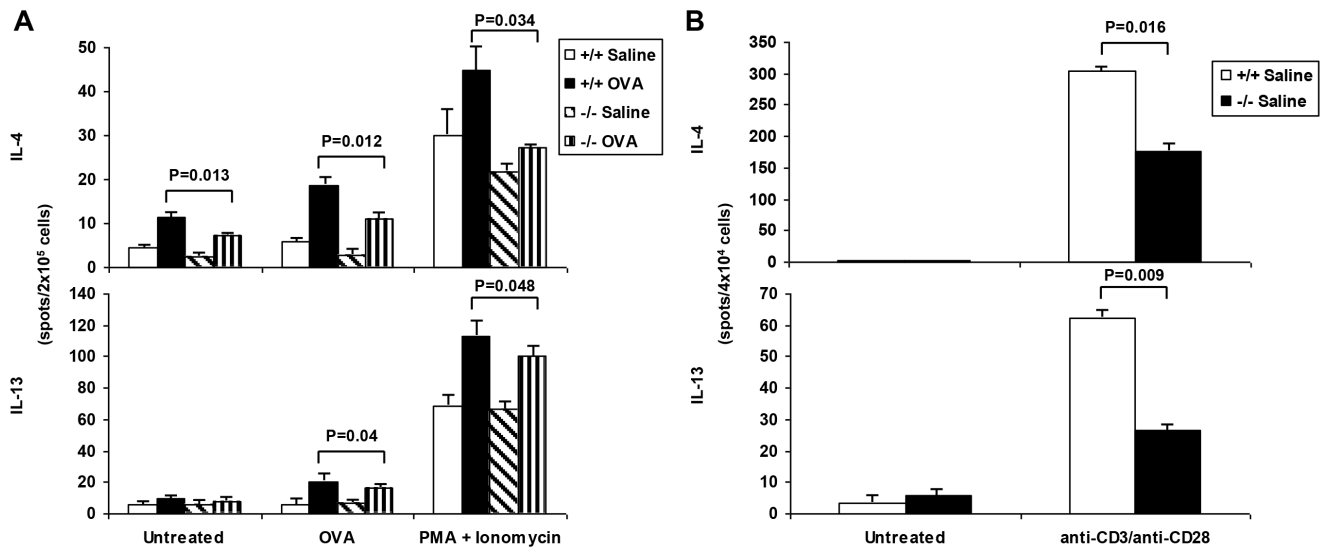 A
P=0.034
50
40
30
20
10
0
IL-4
P=0.013
P=0.012
+/+ Saline
+/+ OVA
-/- Saline
-/- OVA
(spots/2x10⁵ cells)
140
120
100
80
60
40
20
0
IL-13
P=0.04
P=0.048
Untreated
OVA
PMA + Ionomycin
B
P=0.016
350
300
250
200
150
100
50
0
IL-4
+/+ Saline
-/- Saline
(spots/4x10⁴ cells)
P=0.009
70
60
50
40
30
20
10
0
IL-13
Untreated
anti-CD3/anti-CD28